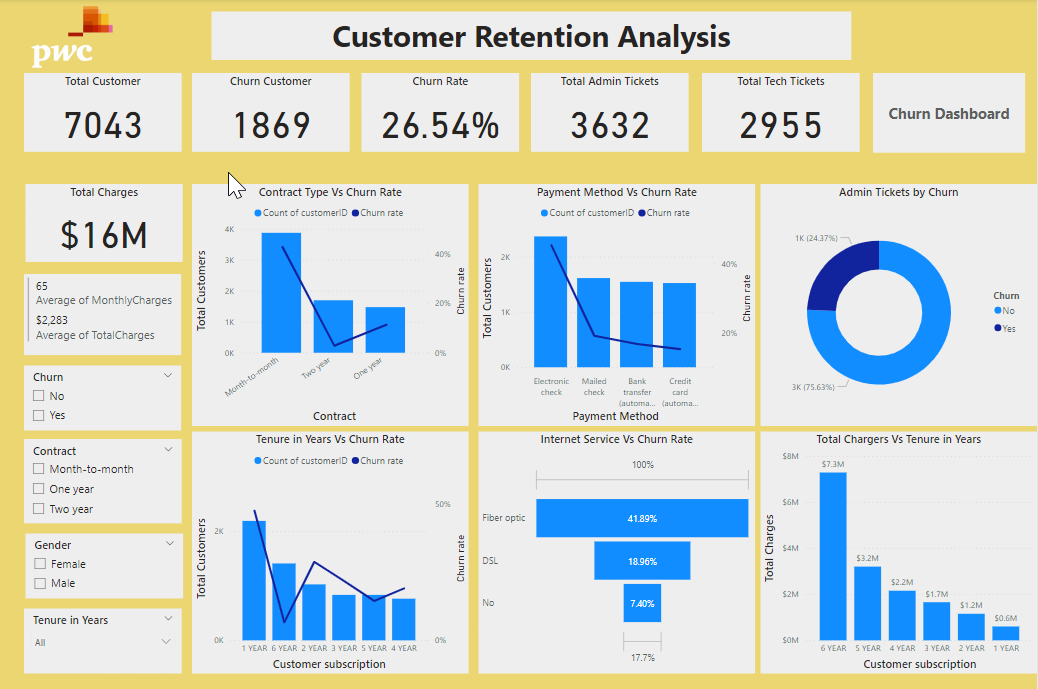 pwc
Customer Retention Analysis
Total Customer
7043
Churn Customer
1869
Churn Rate
26.54%
Total Admin Tickets
3632
Total Tech Tickets
2955
Churn Dashboard
Total Charges
$16M
65
Average of MonthlyCharges
$2,283
Average of TotalCharges
Churn
No
Yes
Contract
Month-to-month
One year
Two year
Gender
Female
Male
Tenure in Years
All
Contract Type Vs Churn Rate
Count of customerID Churn rate
Total Customers
4K
3K
2K
1K
0K
40%
20%
0%
Churn rate
Month-to-month
Two year
One year
Contract
Payment Method Vs Churn Rate
Count of customerID Churn rate
Total Customers
2K
1K
0K
40%
20%
Churn rate
Electronic
check
Mailed
check
Bank
transfer
(automa...
Credit
card
(automa...
Payment Method
Admin Tickets by Churn
1K (24.37%)
3K (75.63%)
Churn
No
Yes
Tenure in Years Vs Churn Rate
Count of customerID Churn rate
Total Customers
2K
0K
50%
0%
Churn rate
1 YEAR 6 YEAR 2 YEAR 3 YEAR 5 YEAR 4 YEAR
Customer subscription
Internet Service Vs Churn Rate
100%
Fiber optic
41.89%
DSL
18.96%
No
7.40%
17.7%
Total Chargers Vs Tenure in Years
Total Charges
$8M
$6M
$4M
$2M
$0M
$7.3M
$3.2M
$2.2M
$1.7M
$1.2M
$0.6M
6 YEAR 5 YEAR 4 YEAR 3 YEAR 2 YEAR 1 YEAR
Customer subscription